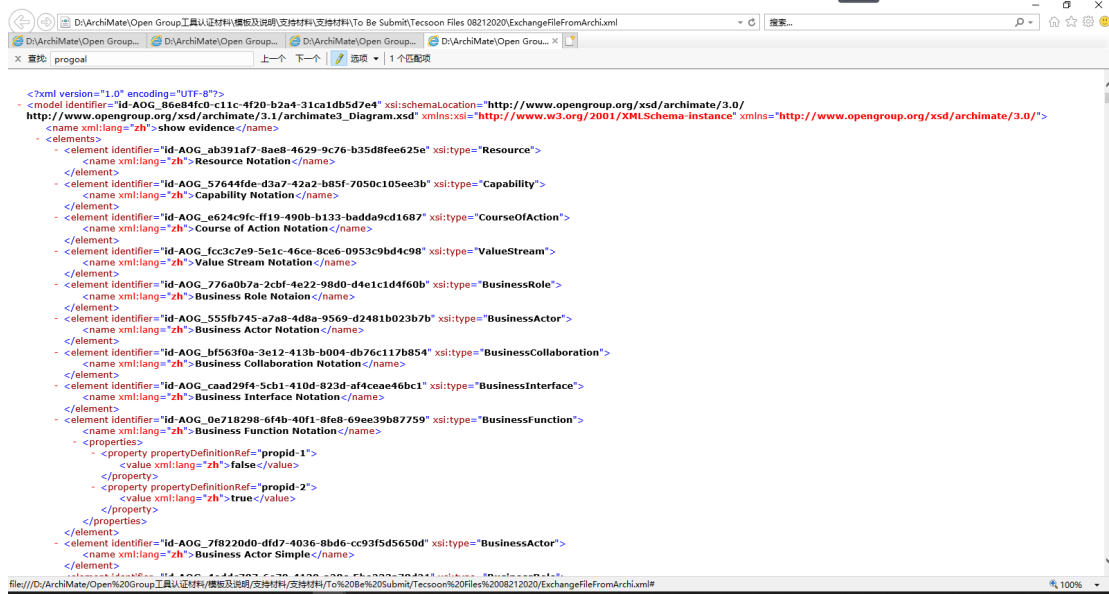 D:\ArchiMate\Open Group工具认证材料\模板及说明\支持材料\支持材料\To Be Submit\Tecsoon Files 08212020\ExchangeFileFromArchi.xml
搜索...
D:\ArchiMate\Open Group... D:\ArchiMate\Open Group... D:\ArchiMate\Open Group... D:\ArchiMate\Open Grou... ×
× 查找: progoal 上一个 下一个 选项 ▼ 1 个匹配项
<?xml version="1.0" encoding="UTF-8"?>
- <model identifier="id-AOG_86e84fc0-c11c-4f20-b2a4-31ca1db5d7e4" xsi:schemaLocation="http://www.opengroup.org/xsd/archimate/3.0/
http://www.opengroup.org/xsd/archimate/3.1/archimate3_Diagram.xsd" xmlns:xsi="http://www.w3.org/2001/XMLSchema-instance" xmlns="http://www.opengroup.org/xsd/archimate/3.0/">
<name xml:lang="zh">show evidence</name>
- <elements>
- <element identifier="id-AOG_ab391af7-8ae8-4629-9c76-b35d8fee625e" xsi:type="Resource">
<name xml:lang="zh">Resource Notation</name>
</element>
- <element identifier="id-AOG_57644fde-d3a7-42a2-b85f-7050c105ee3b" xsi:type="Capability">
<name xml:lang="zh">Capability Notation</name>
</element>
- <element identifier="id-AOG_e624c9fc-ff19-490b-b133-badda9cd1687" xsi:type="CourseOfAction">
<name xml:lang="zh">Course of Action Notation</name>
</element>
- <element identifier="id-AOG_fcc3c7e9-5e1c-46ce-8ce6-0953c9bd4c98" xsi:type="ValueStream">
<name xml:lang="zh">Value Stream Notation</name>
</element>
- <element identifier="id-AOG_776a0b7a-2cbf-4e22-98d0-d4e1c1d4f60b" xsi:type="BusinessRole">
<name xml:lang="zh">Business Role Notaion</name>
</element>
- <element identifier="id-AOG_555fb745-a7a8-4d8a-9569-d2481b023b7b" xsi:type="BusinessActor">
<name xml:lang="zh">Business Actor Notation</name>
</element>
- <element identifier="id-AOG_bf563f0a-3e12-413b-b004-db76c117b854" xsi:type="BusinessCollaboration">
<name xml:lang="zh">Business Collaboration Notation</name>
</element>
- <element identifier="id-AOG_caad29f4-5cb1-410d-823d-af4ceae46bc1" xsi:type="BusinessInterface">
<name xml:lang="zh">Business Interface Notation</name>
</element>
- <element identifier="id-AOG_0e718298-6f4b-40f1-8fe8-69ee39b87759" xsi:type="BusinessFunction">
<name xml:lang="zh">Business Function Notation</name>
- <properties>
- <property propertyDefinitionRef="propid-1">
<value xml:lang="zh">false</value>
</property>
- <property propertyDefinitionRef="propid-2">
<value xml:lang="zh">true</value>
</property>
</properties>
</element>
- <element identifier="id-AOG_7f8220d0-dfd7-4036-8bd6-cc93f5d5650d" xsi:type="BusinessActor">
<name xml:lang="zh">Business Actor Simple</name>
</element>
file:///D:/ArchiMate/Open%20Group工具认证材料/模板及说明/支持材料/支持材料/To%20Be%20Submit/Tecsoon%20Files%2008212020/ExchangeFileFromArchi.xml#
100%